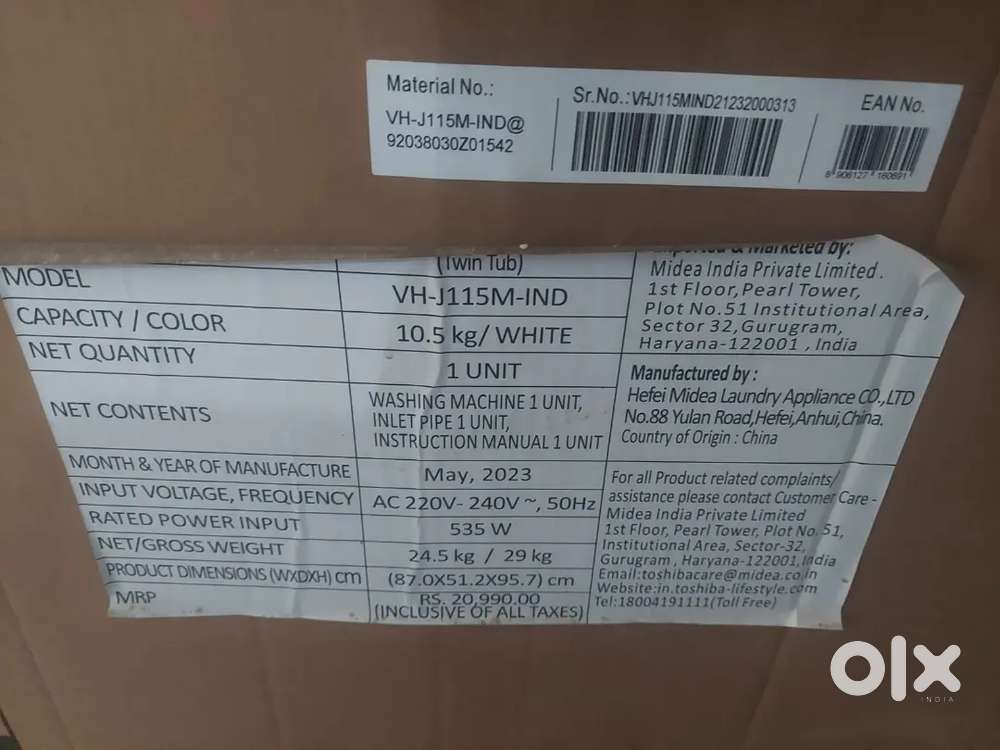 Material No.:
VH-J115M-IND@
92038030Z01542
Sr.No.:VHJ115MIND21232000313
EAN No.
8 906127 160691
(Twin Tub)
MODEL VH-J115M-IND
CAPACITY / COLOR 10.5 kg/ WHITE
NET QUANTITY 1 UNIT
NET CONTENTS WASHING MACHINE 1 UNIT,
INLET PIPE 1 UNIT,
INSTRUCTION MANUAL 1 UNIT
MONTH & YEAR OF MANUFACTURE May, 2023
INPUT VOLTAGE, FREQUENCY AC 220V- 240V ~, 50Hz
RATED POWER INPUT 535 W
NET/GROSS WEIGHT 24.5 kg / 29 kg
PRODUCT DIMENSIONS (WXDXH) cm (87.0X51.2X95.7) cm
MRP RS. 20,990.00
(INCLUSIVE OF ALL TAXES)
Imported & Marketed by:
Midea India Private Limited.
1st Floor,Pearl Tower,
Plot No.51 Institutional Area,
Sector 32,Gurugram,
Haryana-122001 , India
Manufactured by :
Hefei Midea Laundry Appliance CO.,LTD
No.88 Yulan Road,Hefei,Anhui,China.
Country of Origin : China
For all Product related complaints/
assistance please contact Customer Care -
Midea India Private Limited
1st Floor, Pearl Tower, Plot No. 51,
Institutional Area, Sector-32,
Gurugram , Haryana-122001,India
Email:toshibacare@midea.co.in
Website:in.toshiba-lifestyle.com
Tel:18004191111(Toll Free)
olx
INDIA